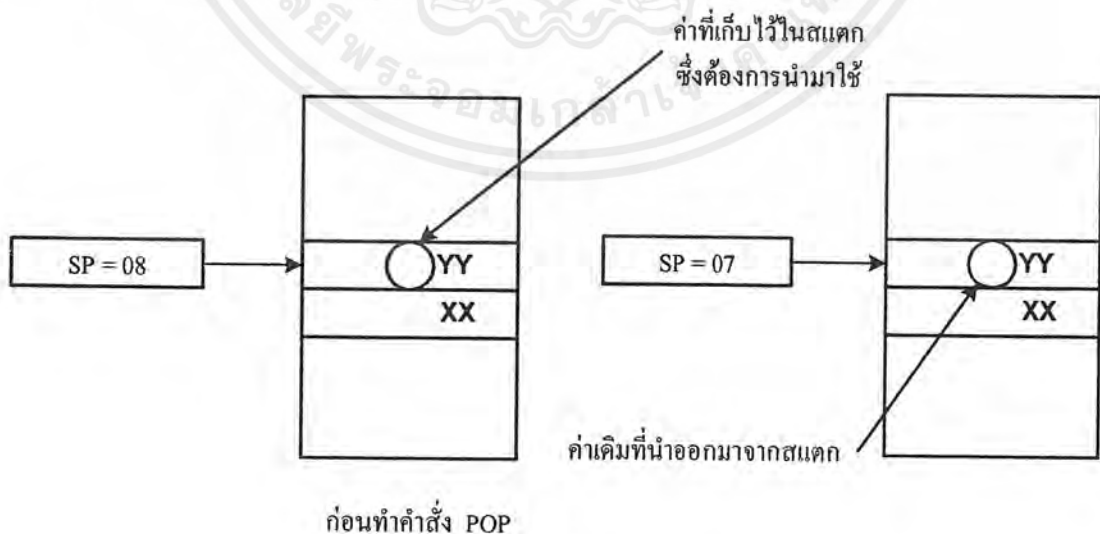 ค่าที่เก็บไว้ในสแตก
ซึ่งต้องการนำมาใช้
SP = 08
YY
XX
SP = 07
YY
XX
ค่าเดิมที่นำออกมาจากสแตก
ก่อนทำคำสั่ง POP